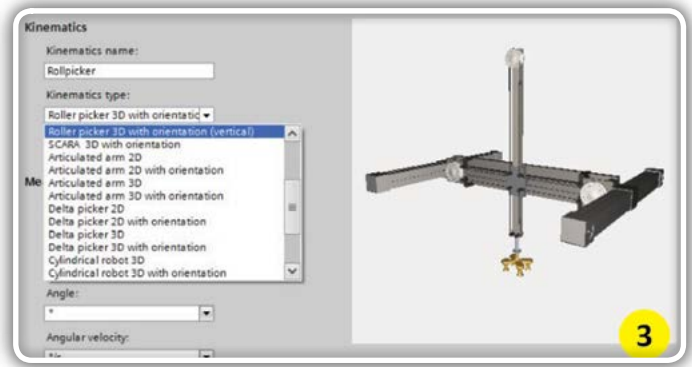 Kinematics
Kinematics name:
Rollpicker
Kinematics type:
Roller picker 3D with orientatic
Roller picker 3D with orientation (vertical)
SCARA 3D with orientation
Articulated arm 2D
Articulated arm 2D with orientation
Me
Articulated arm 3D
Articulated arm 3D with orientation
Delta picker 2D
Delta picker 2D with orientation
Delta picker 3D
Delta picker 3D with orientation
Cylindrical robot 3D
Cylindrical robot 3D with orientation
Angle:
°
Angular velocity:
°/s
3